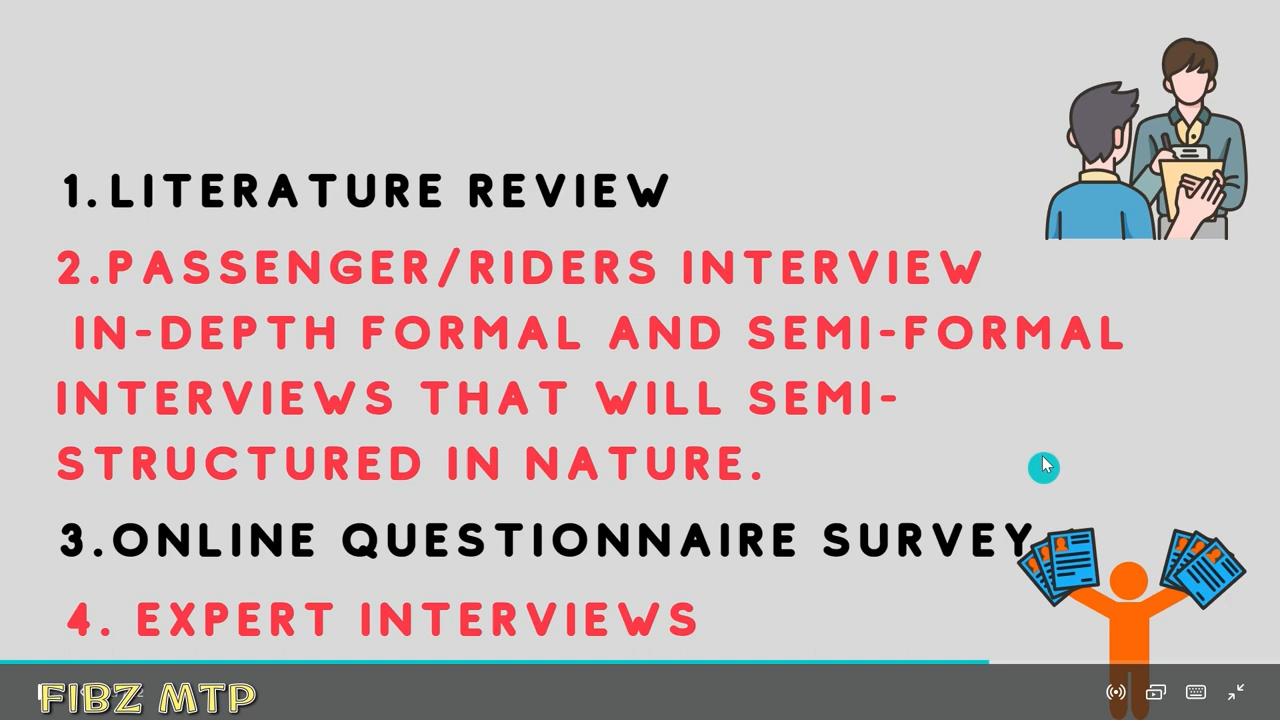 1.LITERATURE REVIEW
2.PASSENGER/RIDERS INTERVIEW
IN-DEPTH FORMAL AND SEMI-FORMAL
INTERVIEWS THAT WILL SEMI-
STRUCTURED IN NATURE.
3.ONLINE QUESTIONNAIRE SURVEY
4. EXPERT INTERVIEWS
FIBZ MTP